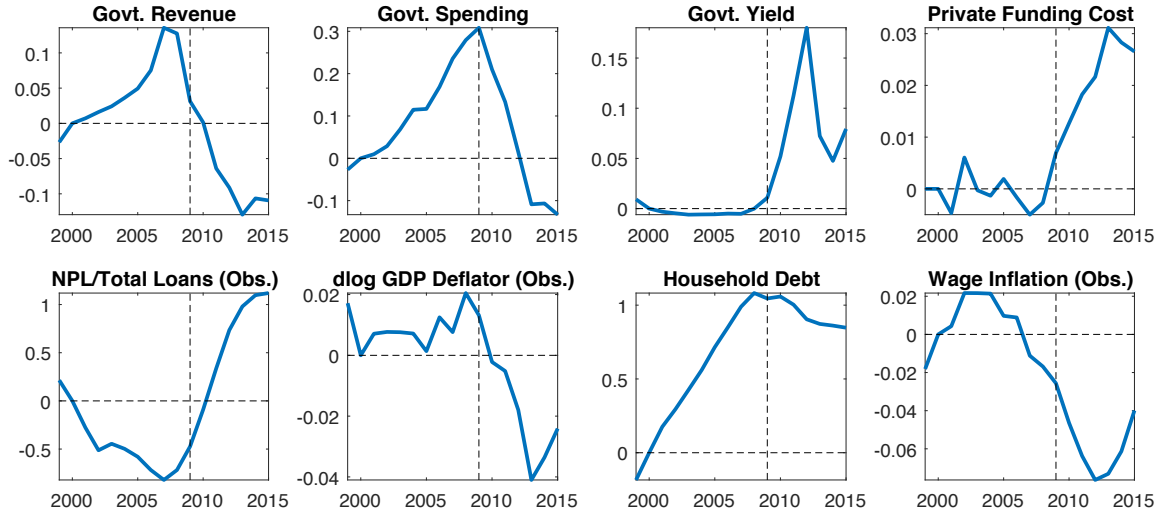 Govt. Revenue
0.1
0.05
0
-0.05
-0.1
2000 2005 2010 2015
Govt. Spending
0.3
0.2
0.1
0
-0.1
2000 2005 2010 2015
Govt. Yield
0.15
0.1
0.05
0
2000 2005 2010 2015
Private Funding Cost
0.03
0.02
0.01
0
2000 2005 2010 2015
NPL/Total Loans (Obs.)
1
0.5
0
-0.5
2000 2005 2010 2015
dlog GDP Deflator (Obs.)
0.02
0
-0.02
-0.04
2000 2005 2010 2015
Household Debt
1
0.5
0
2000 2005 2010 2015
Wage Inflation (Obs.)
0.02
0
-0.02
-0.04
-0.06
2000 2005 2010 2015